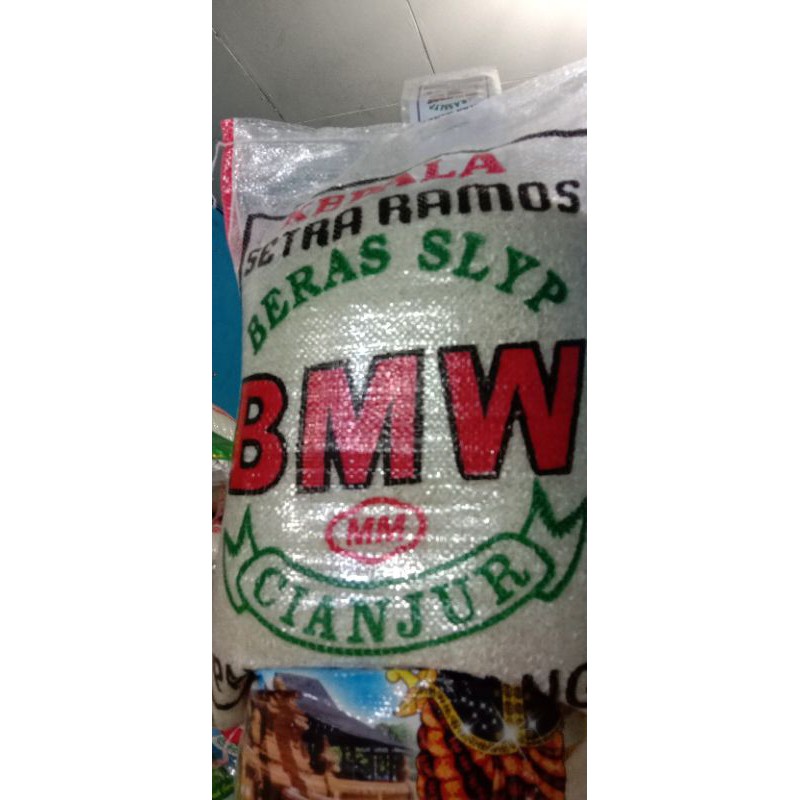 KEPALA
SETRA RAMOS
BERAS SLYP
BMW
MM
CIANJUR